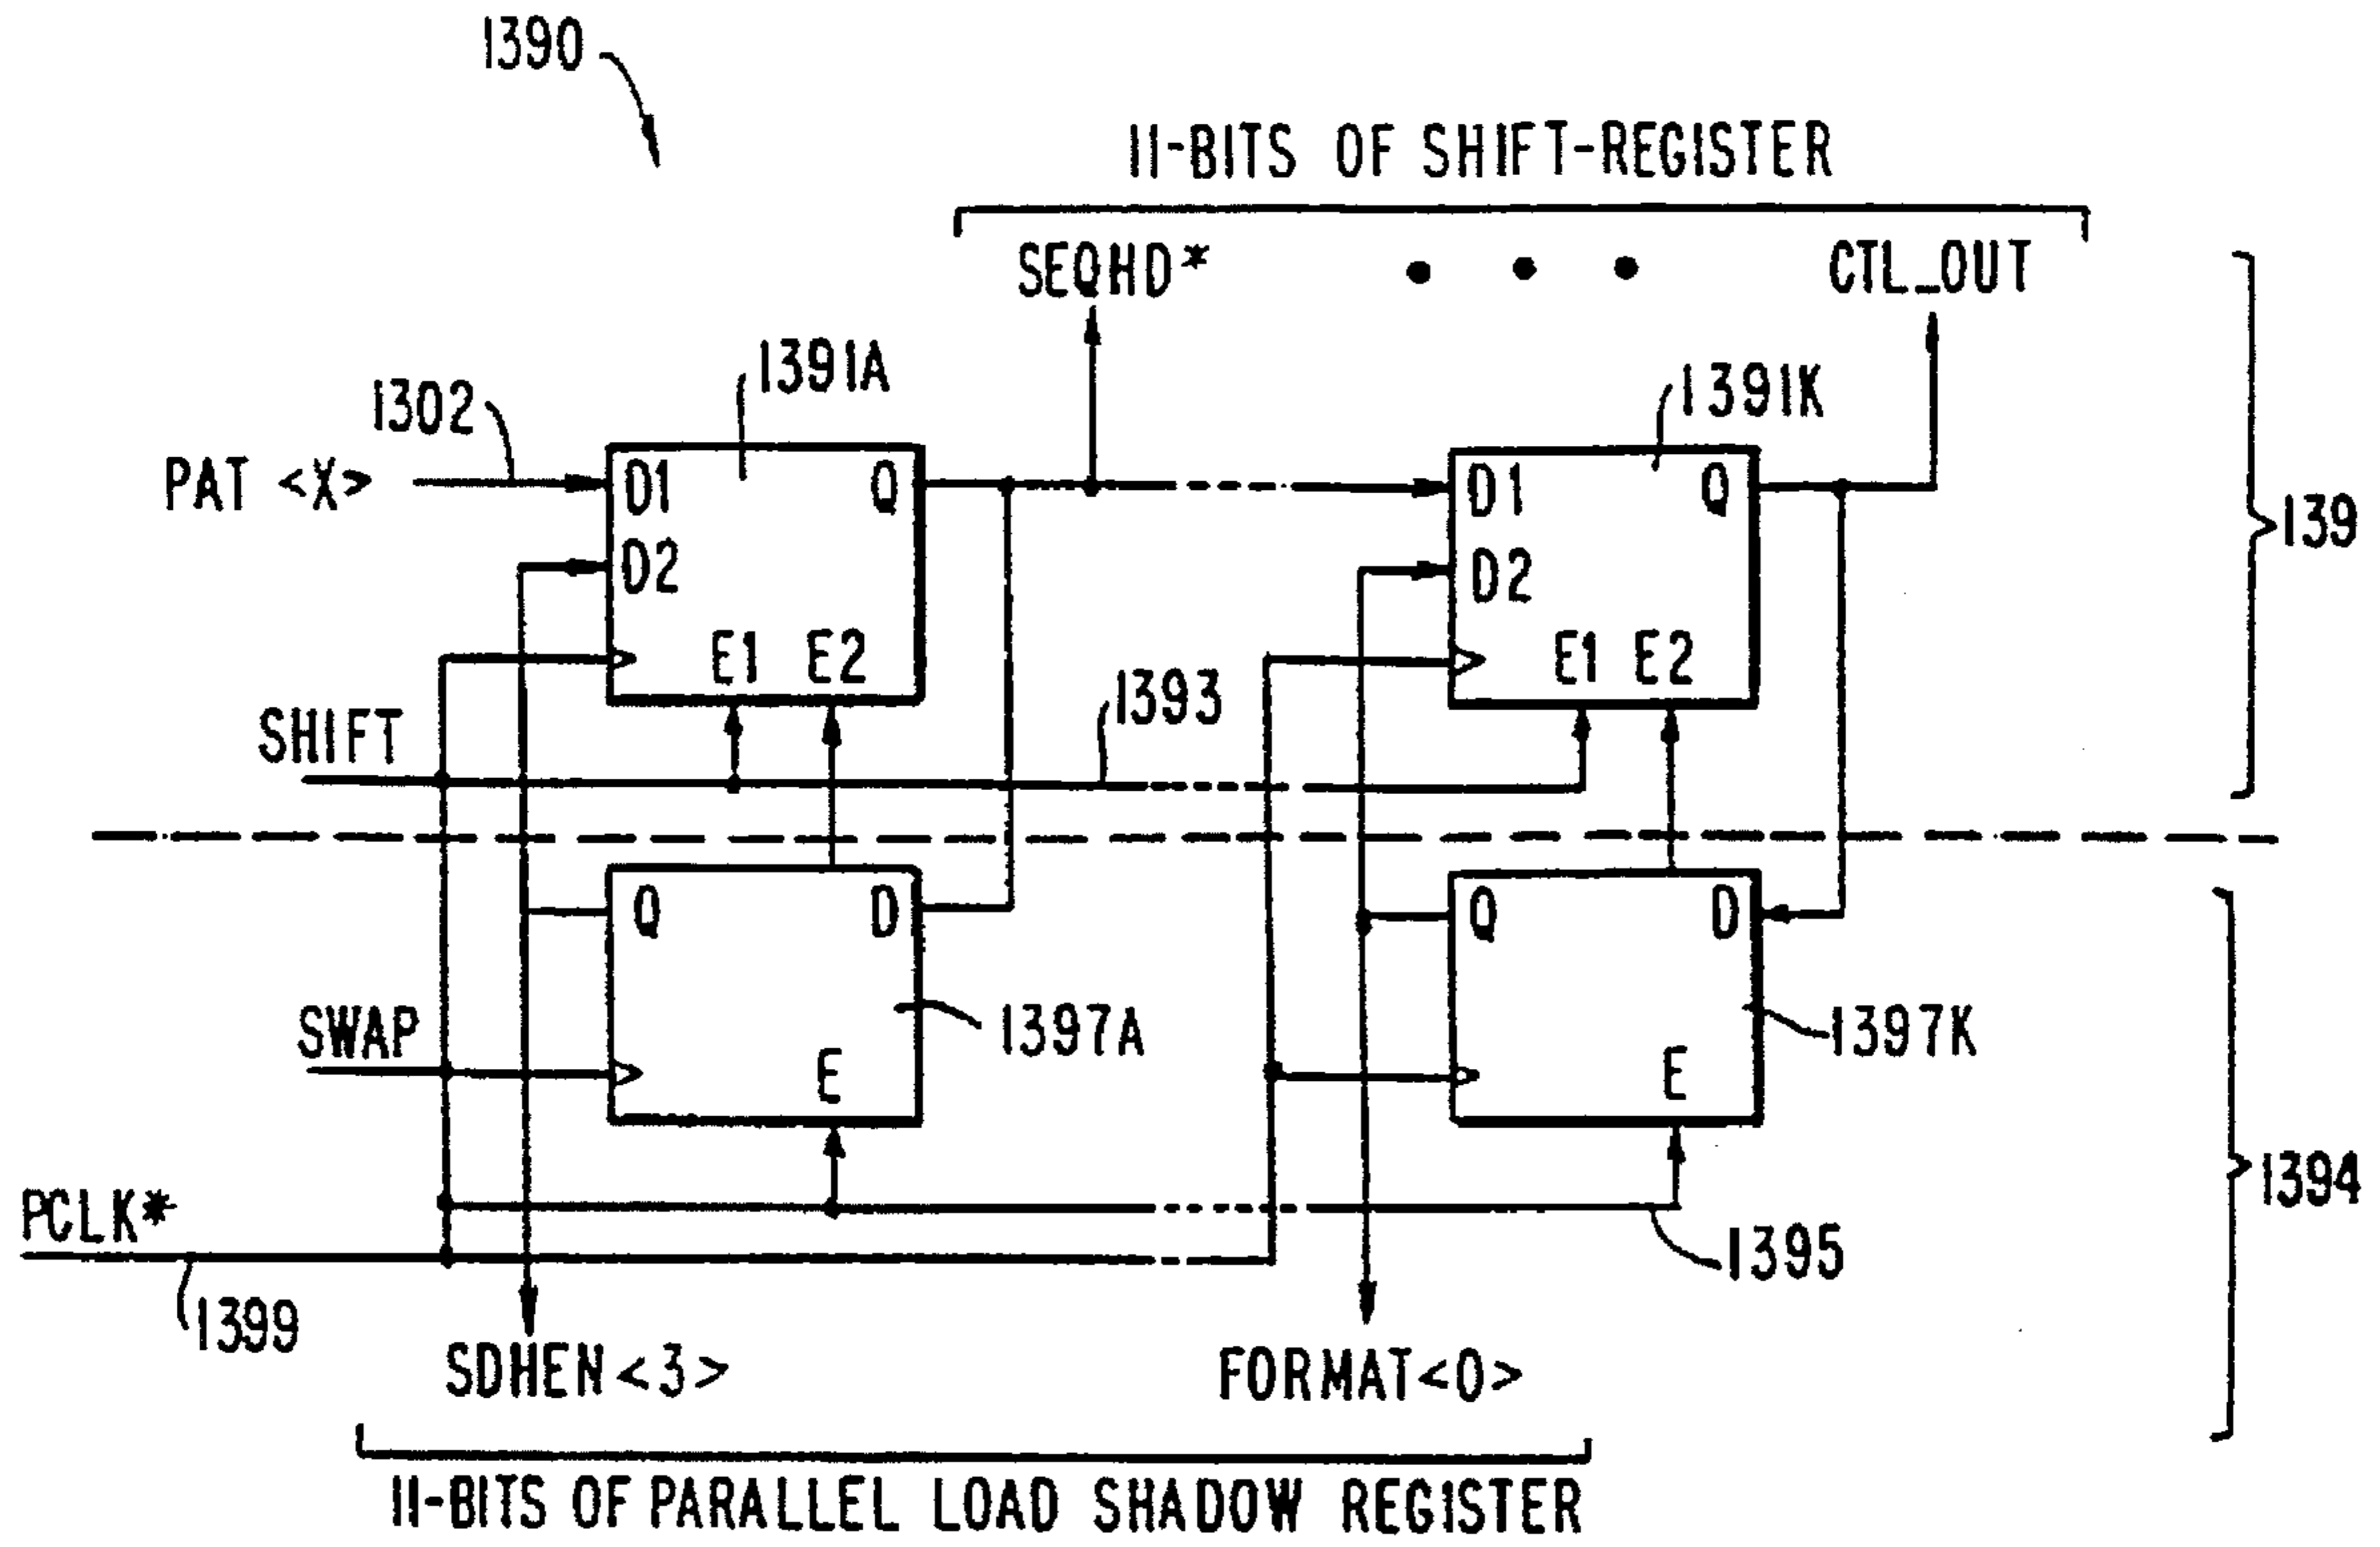 1390
11-BITS OF SHIFT-REGISTER
SEQHD* • • • CTL_OUT
1391A
1391K
1302
PAT <X>
D1 Q
D2
E1 E2
D1 Q
D2
E1 E2
139
1393
SHIFT
Q D
E
Q D
E
1397A
1397K
SWAP
1394
PCLK*
1395
1399
SDHEN<3>
FORMAT<0>
11-BITS OF PARALLEL LOAD SHADOW REGISTER